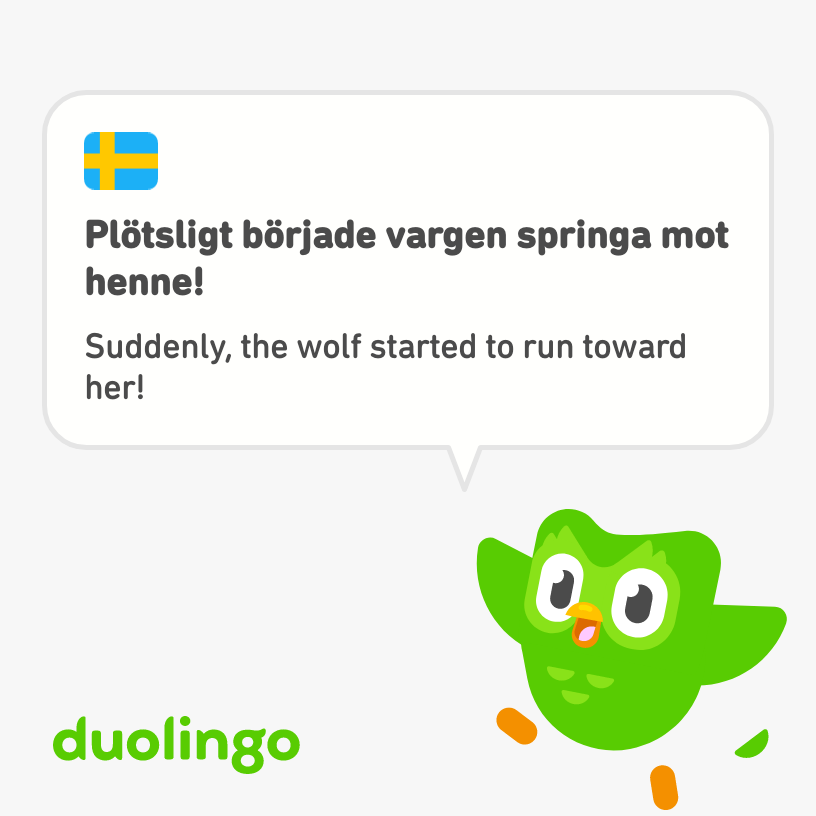 Plötsligt började vargen springa mot
henne!
Suddenly, the wolf started to run toward
her!
duolingo